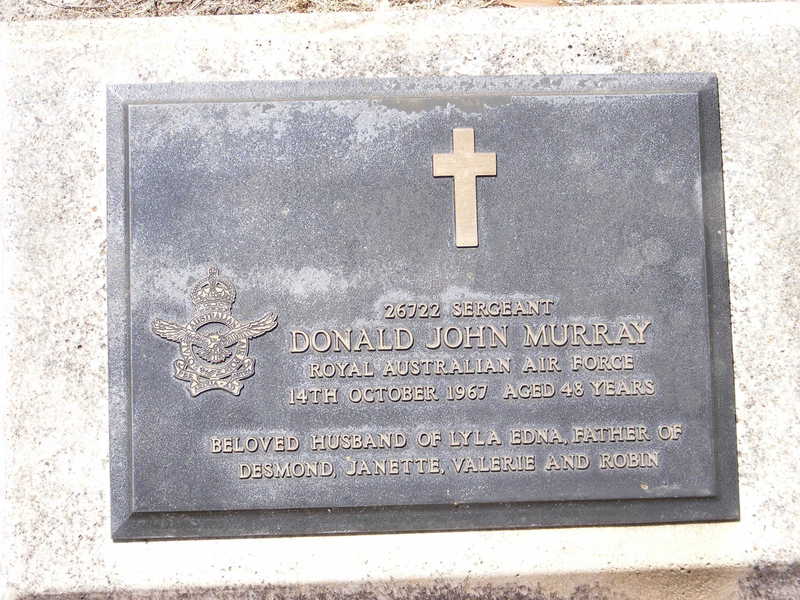 26722 SERGEANT
DONALD JOHN MURRAY
ROYAL AUSTRALIAN AIR FORCE
14TH OCTOBER 1967 AGED 48 YEARS
BELOVED HUSBAND OF LYLA EDNA, FATHER OF
DESMOND, JANETTE, VALERIE AND ROBIN